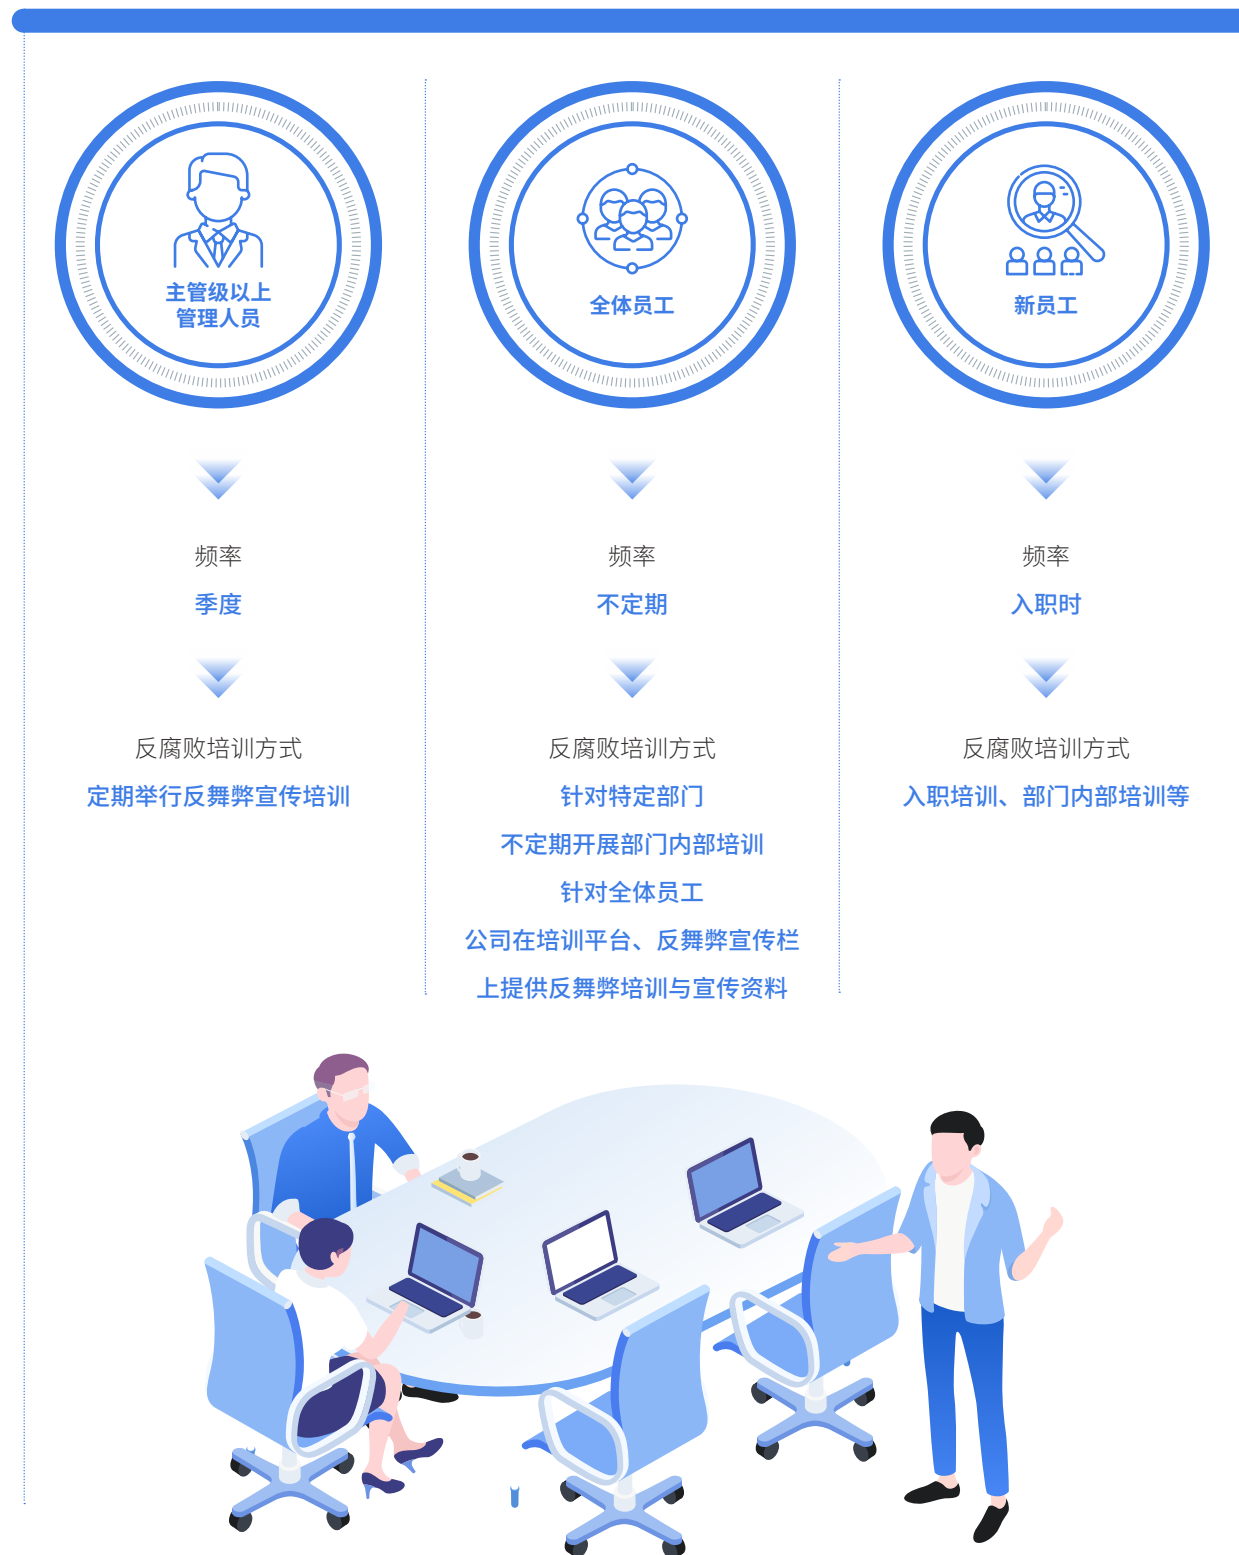 主管级以上
管理人员
频率
季度
反腐败培训方式
定期举行反舞弊宣传培训
全体员工
频率
不定期
反腐败培训方式
针对特定部门
不定期开展部门内部培训
针对全体员工
公司在培训平台、反舞弊宣传栏
上提供反舞弊培训与宣传资料
新员工
频率
入职时
反腐败培训方式
入职培训、部门内部培训等